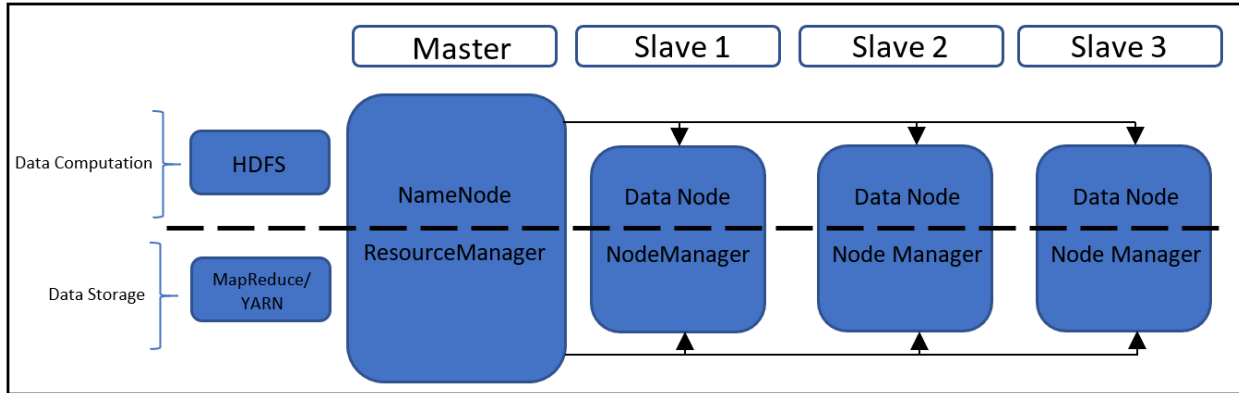 Master
Slave 1
Slave 2
Slave 3
Data Computation
HDFS
NameNode
Data Node
Data Node
Data Node
ResourceManager
NodeManager
Node Manager
Node Manager
Data Storage
MapReduce/
YARN